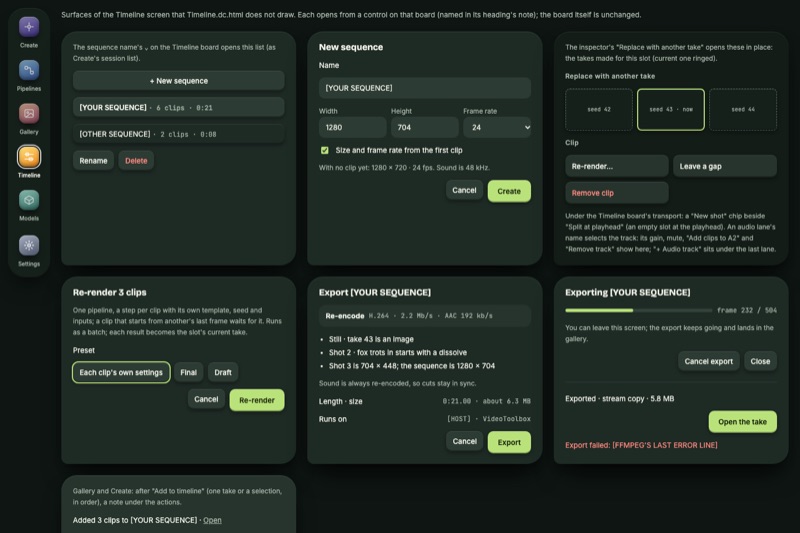 Surfaces of the Timeline screen that Timeline.dc.html does not draw. Each opens from a control on that board (named in its heading's note); the board itself is unchanged.
Create
Pipelines
Gallery
Timeline
Models
Settings
The sequence name's ⌄ on the Timeline board opens this list (as
Create's session list).
+ New sequence
[YOUR SEQUENCE] · 6 clips · 0:21
[OTHER SEQUENCE] · 2 clips · 0:08
Rename
Delete
New sequence
Name
[YOUR SEQUENCE]
Width
Height
Frame rate
1280
704
24
Size and frame rate from the first clip
With no clip yet: 1280 × 720 · 24 fps. Sound is 48 kHz.
Cancel
Create
The inspector's "Replace with another take" opens these in place:
the takes made for this slot (current one ringed).
Replace with another take
seed 42
seed 43 · now
seed 44
Clip
Re-render...
Leave a gap
Remove clip
Under the Timeline board's transport: a "New shot" chip beside
"Split at playhead" (an empty slot at the playhead). An audio lane's
name selects the track: its gain, mute, "Add clips to A2" and
"Remove track" show here; "+ Audio track" sits under the last lane.
Re-render 3 clips
One pipeline, a step per clip with its own template, seed and
inputs; a clip that starts from another's last frame waits for it. Runs
as a batch; each result becomes the slot's current take.
Preset
Each clip's own settings
Final
Draft
Cancel
Re-render
Export [YOUR SEQUENCE]
Re-encode H.264 · 2.2 Mb/s · AAC 192 kb/s
• Still · take 43 is an image
• Shot 2 · fox trots in starts with a dissolve
• Shot 3 is 704 × 448; the sequence is 1280 × 704
Sound is always re-encoded, so cuts stay in sync.
Length · size
0:21.00 · about 6.3 MB
Runs on
[HOST] · VideoToolbox
Cancel
Export
Exporting [YOUR SEQUENCE]
frame 232 / 504
You can leave this screen; the export keeps going and lands in the
gallery.
Cancel export
Close
Exported · stream copy · 5.8 MB
Open the take
Export failed: [FFMPEG'S LAST ERROR LINE]
Gallery and Create: after "Add to timeline" (one take or a selection,
in order), a note under the actions.
Added 3 clips to [YOUR SEQUENCE] · Open